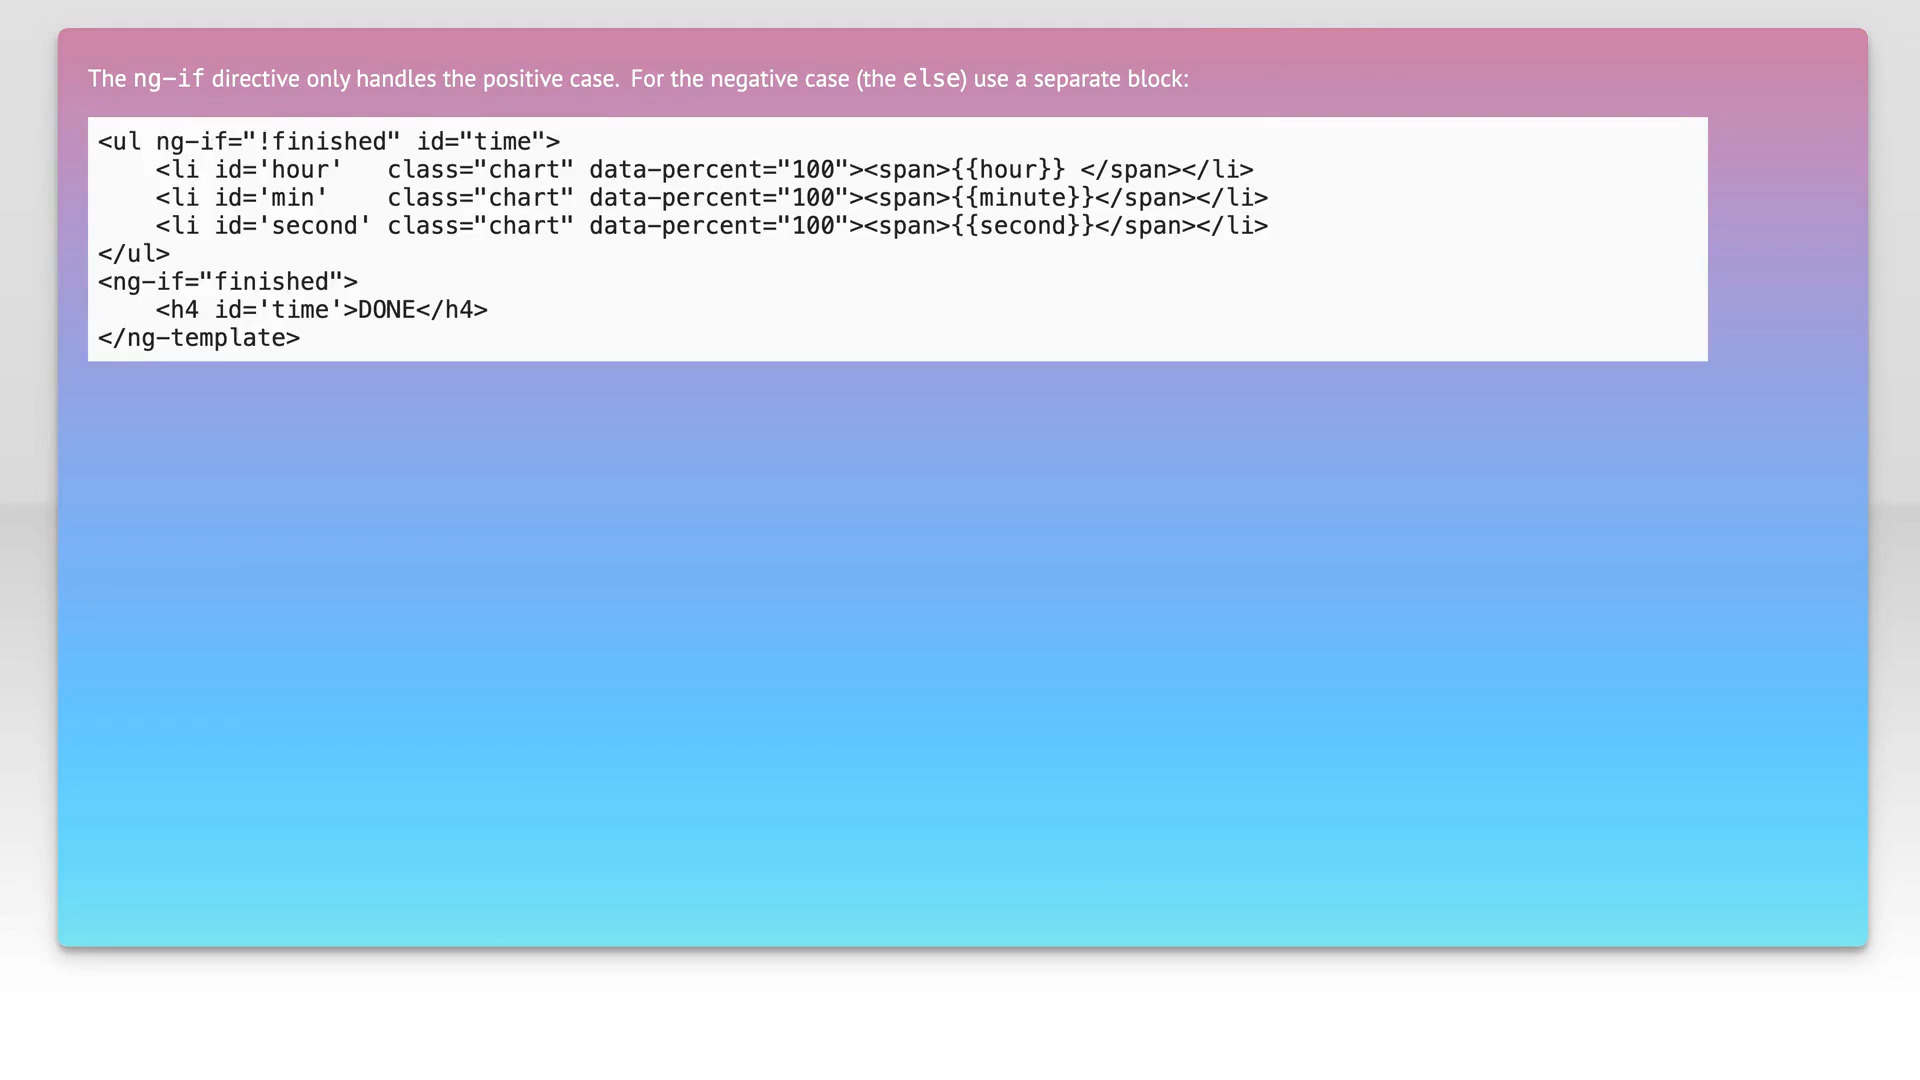 The ng-if directive only handles the positive case.  For the negative case (the else) use a separate block:
<ul ng-if="!finished" id="time">
    <li id='hour'   class="chart" data-percent="100"><span>{{hour}} </span></li>
    <li id='min'    class="chart" data-percent="100"><span>{{minute}}</span></li>
    <li id='second' class="chart" data-percent="100"><span>{{second}}</span></li>
</ul>
<ng-if="finished">
    <h4 id='time'>DONE</h4>
</ng-template>